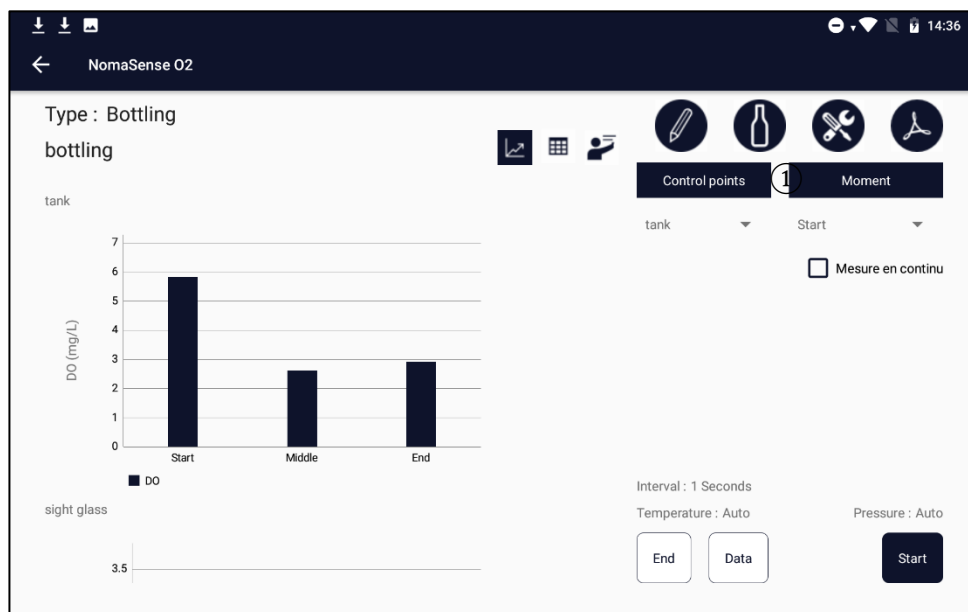 14:36
NomaSense O2
Type : Bottling
bottling
tank
7
6
5
4
3
2
1
0
DO (mg/L)
Start Middle End
DO
sight glass
3.5
Control points ① Moment
tank Start
Mesure en continu
Interval : 1 Seconds
Temperature : Auto Pressure : Auto
End Data Start